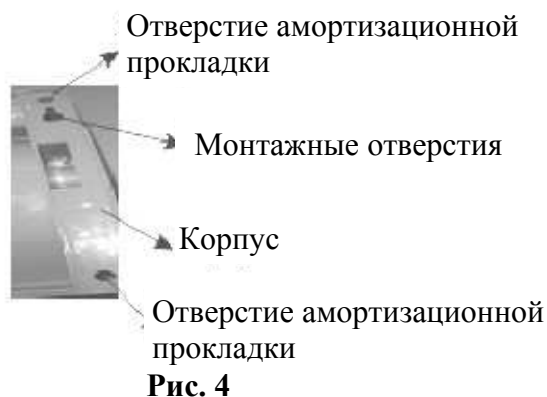 Отверстие амортизационной
прокладки
Монтажные отверстия
Корпус
Отверстие амортизационной
прокладки
Рис. 4